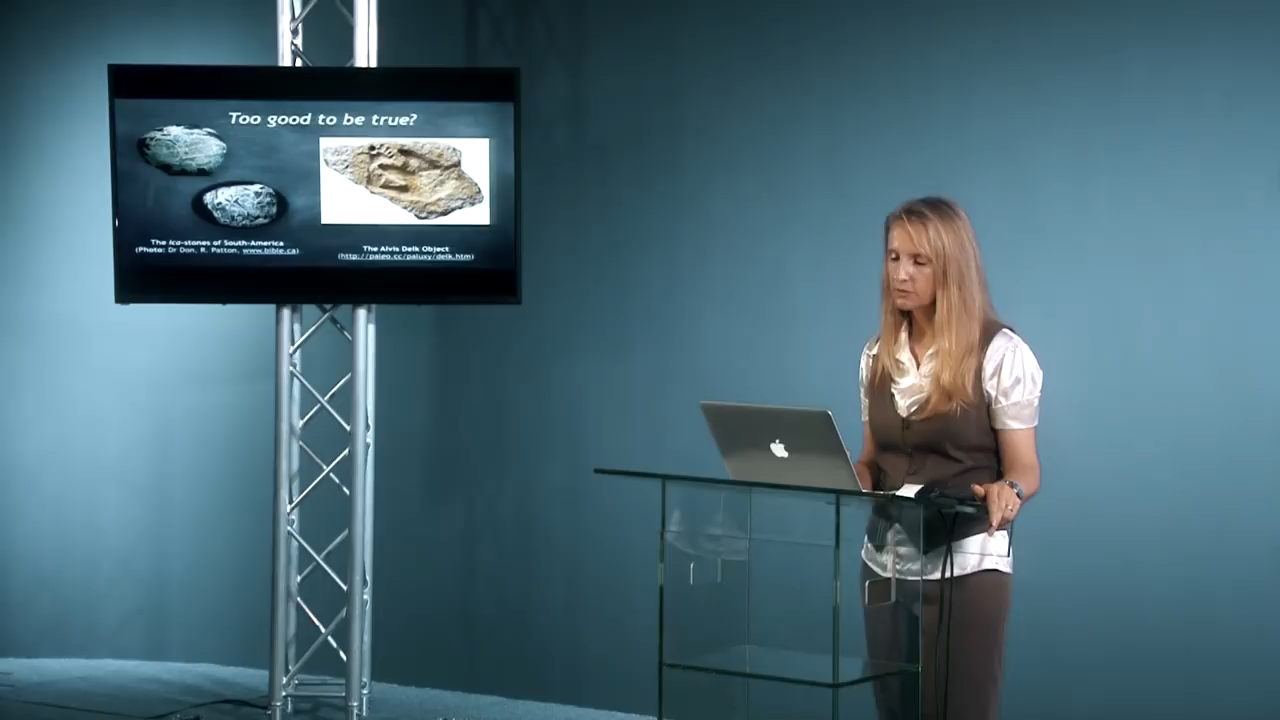 Too good to be true?
The Ica-stones of South-America
(Photo: Dr Don, R. Patton, www.bible.ca)
The Alvis Delk Object
(http://paleo.cc/paluxy/delk.htm)